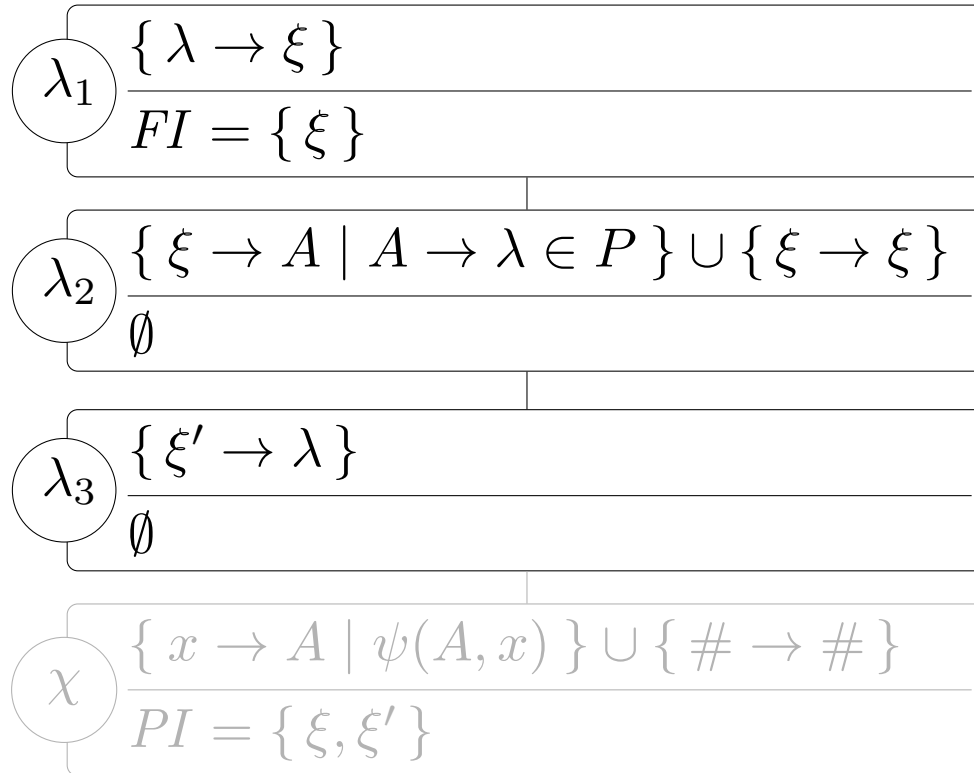 λ₁
{ λ → ξ }
FI = { ξ }
λ₂
{ ξ → A | A → λ ∈ P } ∪ { ξ → ξ }
∅
λ₃
{ ξ′ → λ }
∅
χ
{ x → A | ψ(A, x) } ∪ { # → # }
PI = { ξ, ξ′ }